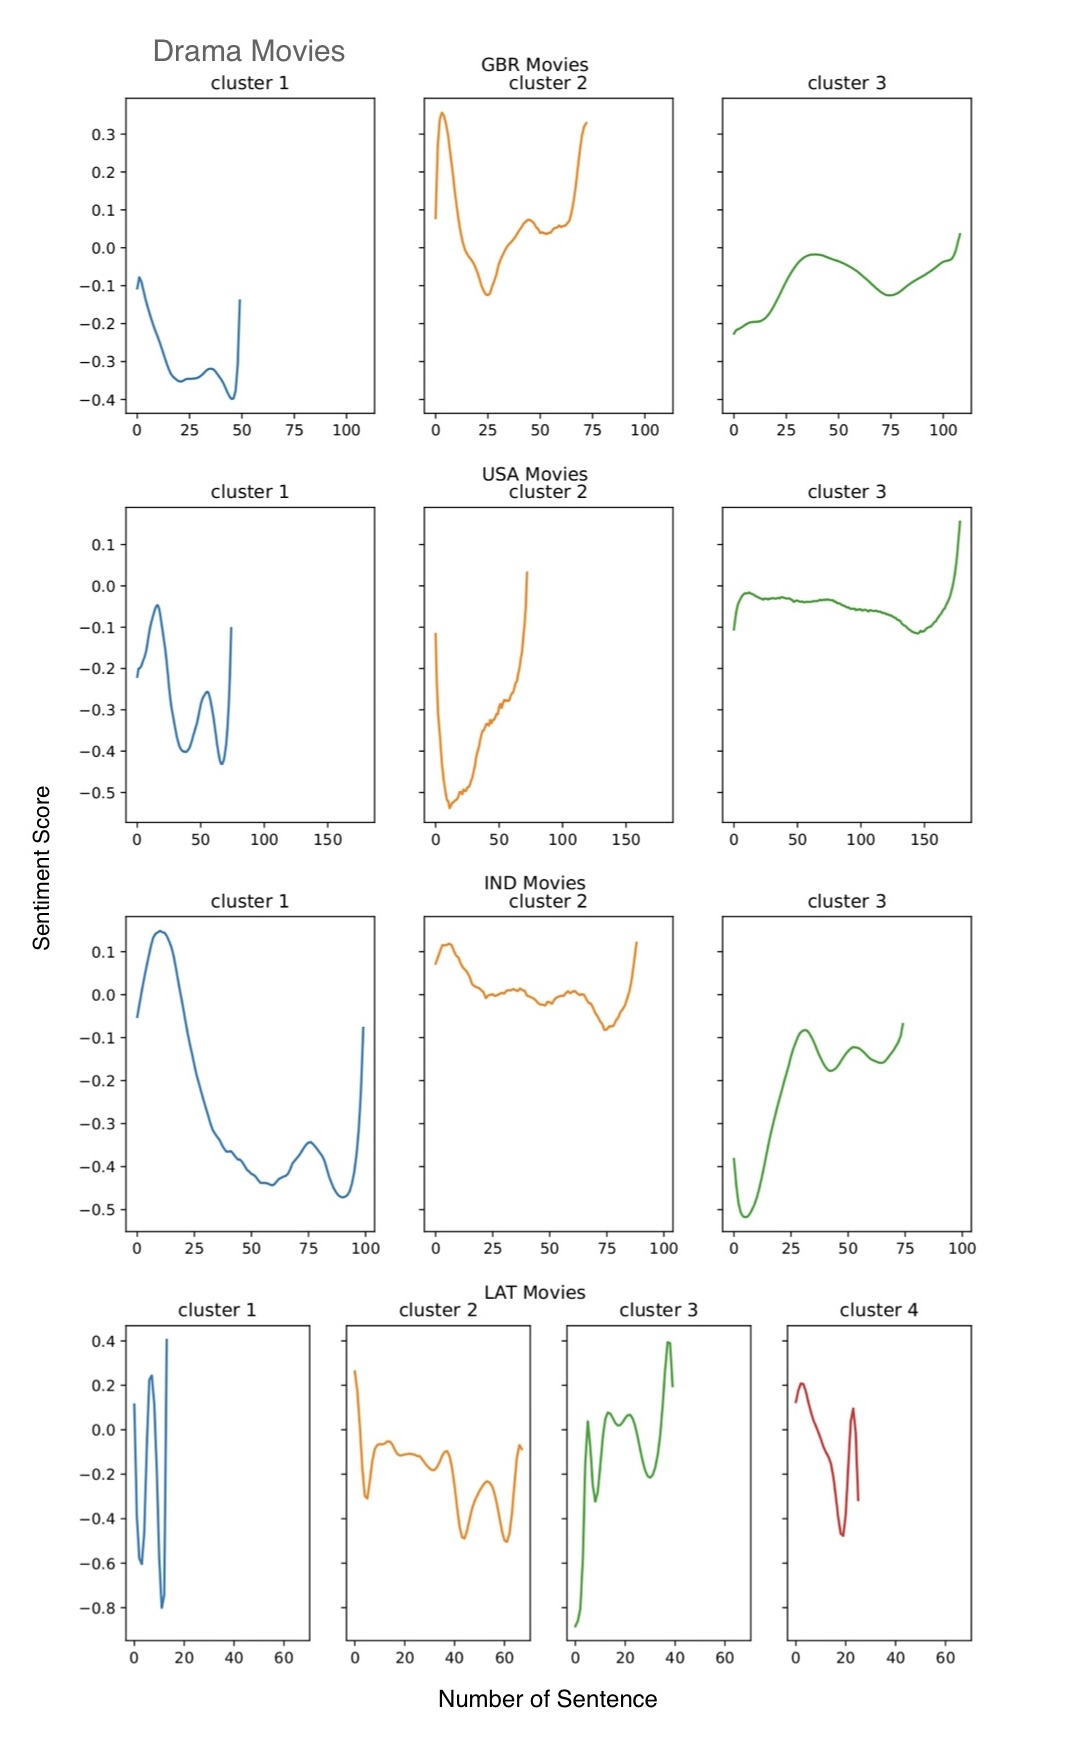 Drama Movies
GBR Movies
cluster 1 cluster 2 cluster 3
0.3
0.2
0.1
0.0
−0.1
−0.2
−0.3
−0.4
0 25 50 75 100 0 25 50 75 100 0 25 50 75 100
USA Movies
cluster 1 cluster 2 cluster 3
0.1
0.0
−0.1
−0.2
−0.3
−0.4
−0.5
0 50 100 150 0 50 100 150 0 50 100 150
Sentiment Score
IND Movies
cluster 1 cluster 2 cluster 3
0.1
0.0
−0.1
−0.2
−0.3
−0.4
−0.5
0 25 50 75 100 0 25 50 75 100 0 25 50 75 100
LAT Movies
cluster 1 cluster 2 cluster 3 cluster 4
0.4
0.2
0.0
−0.2
−0.4
−0.6
−0.8
0 20 40 60 0 20 40 60 0 20 40 60 0 20 40 60
Number of Sentence